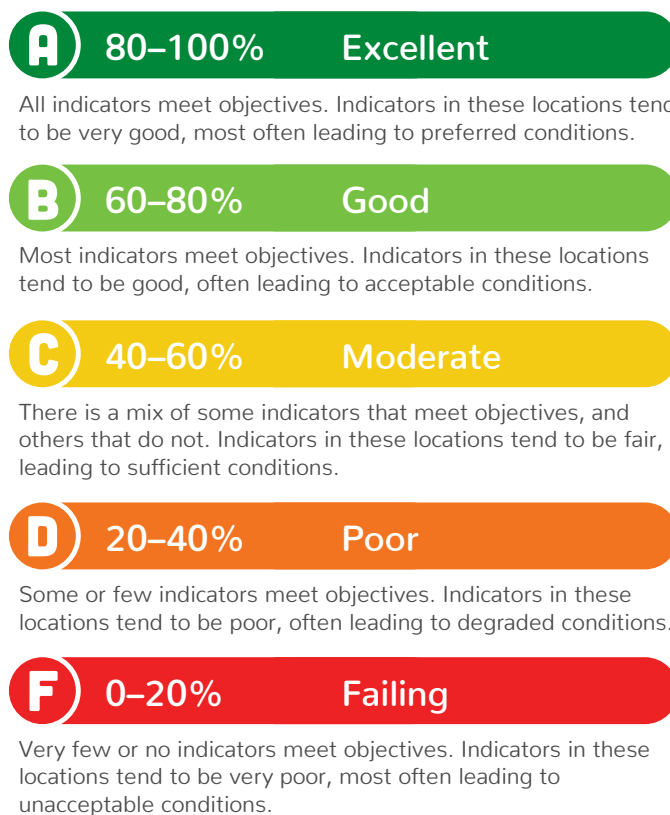 A 80–100% Excellent
All indicators meet objectives. Indicators in these locations tend
to be very good, most often leading to preferred conditions.
B 60–80% Good
Most indicators meet objectives. Indicators in these locations
tend to be good, often leading to acceptable conditions.
C 40–60% Moderate
There is a mix of some indicators that meet objectives, and
others that do not. Indicators in these locations tend to be fair,
leading to sufficient conditions.
D 20–40% Poor
Some or few indicators meet objectives. Indicators in these
locations tend to be poor, often leading to degraded conditions.
F 0–20% Failing
Very few or no indicators meet objectives. Indicators in these
locations tend to be very poor, most often leading to
unacceptable conditions.